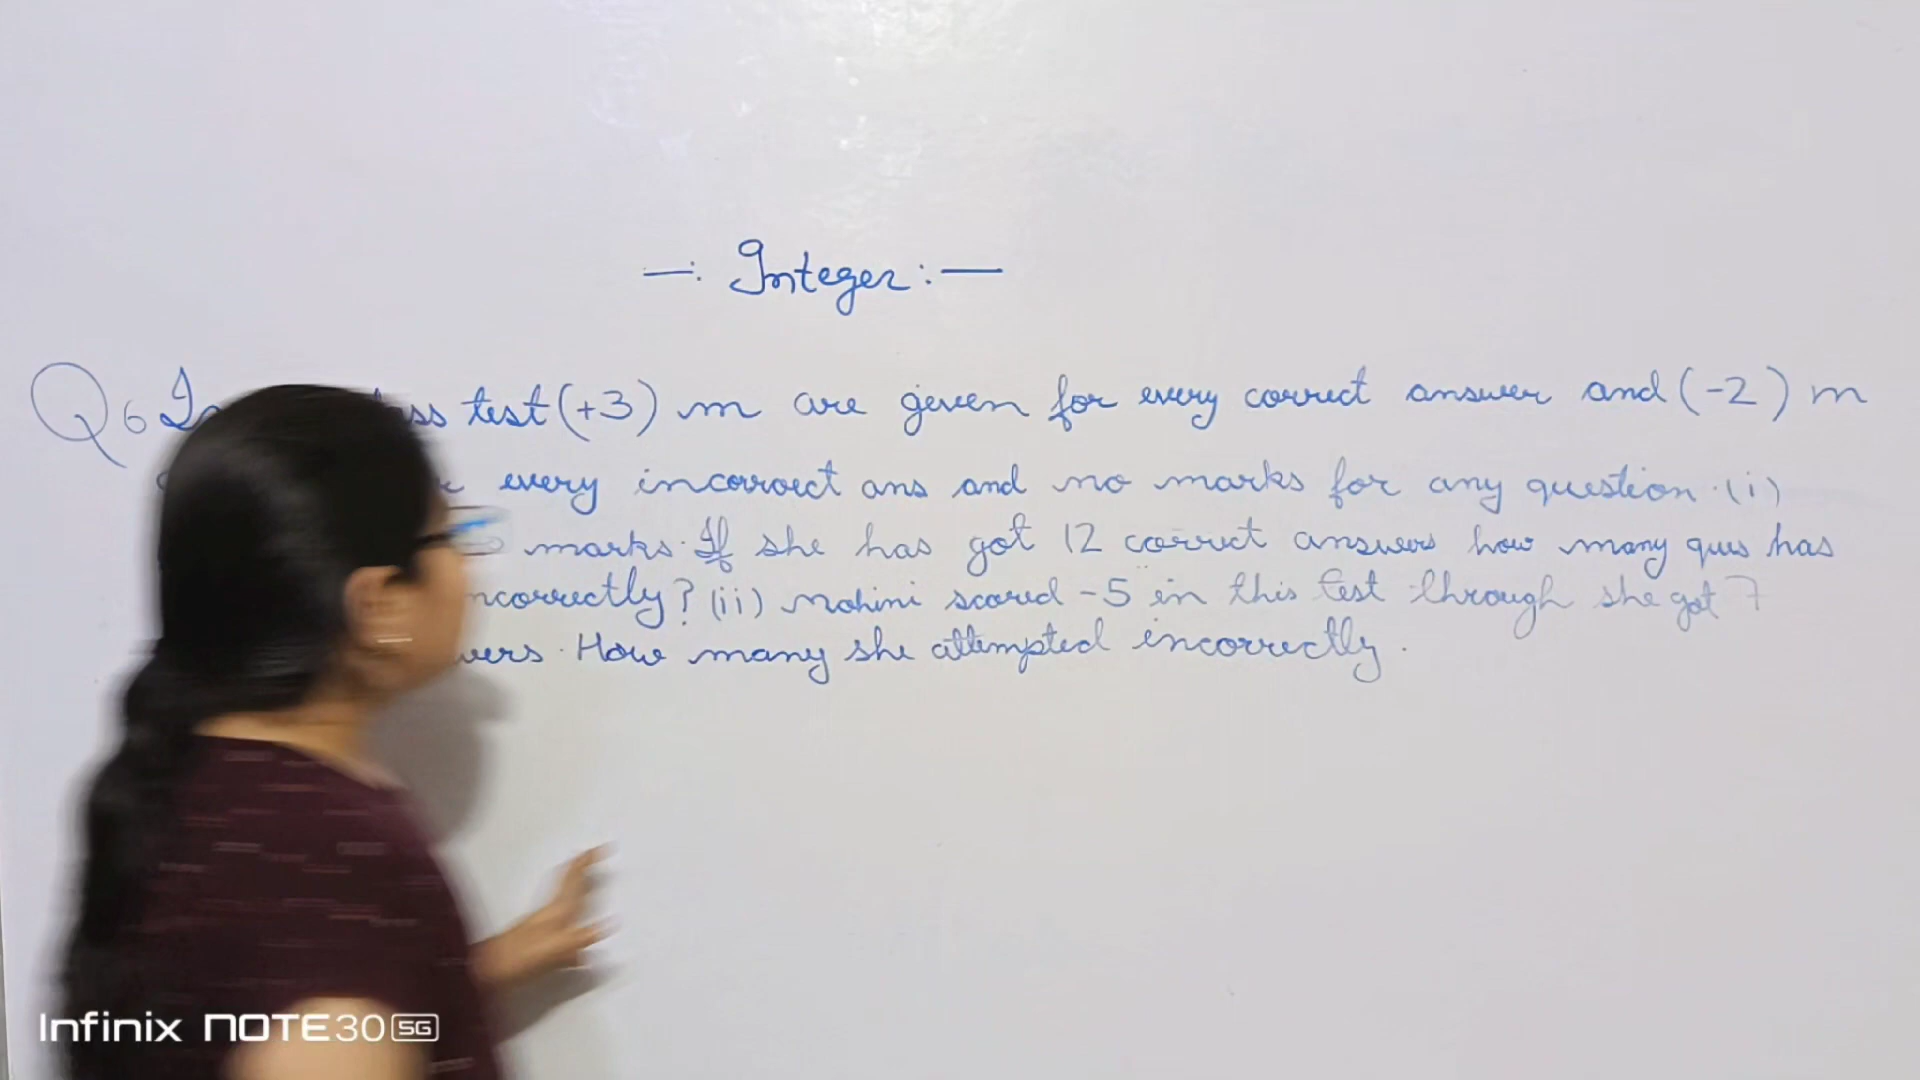 —: Integer :—
Q6 test (+3) m are given for every correct answer and (-2) m
every incorrect ans and no marks for any question. (i)
marks. If she has got 12 correct answers how many ques has
ncorrectly? (ii) Mohini scored -5 in this test through she got 7
wers. How many she attempted incorrectly.
Infinix NOTE 30 5G